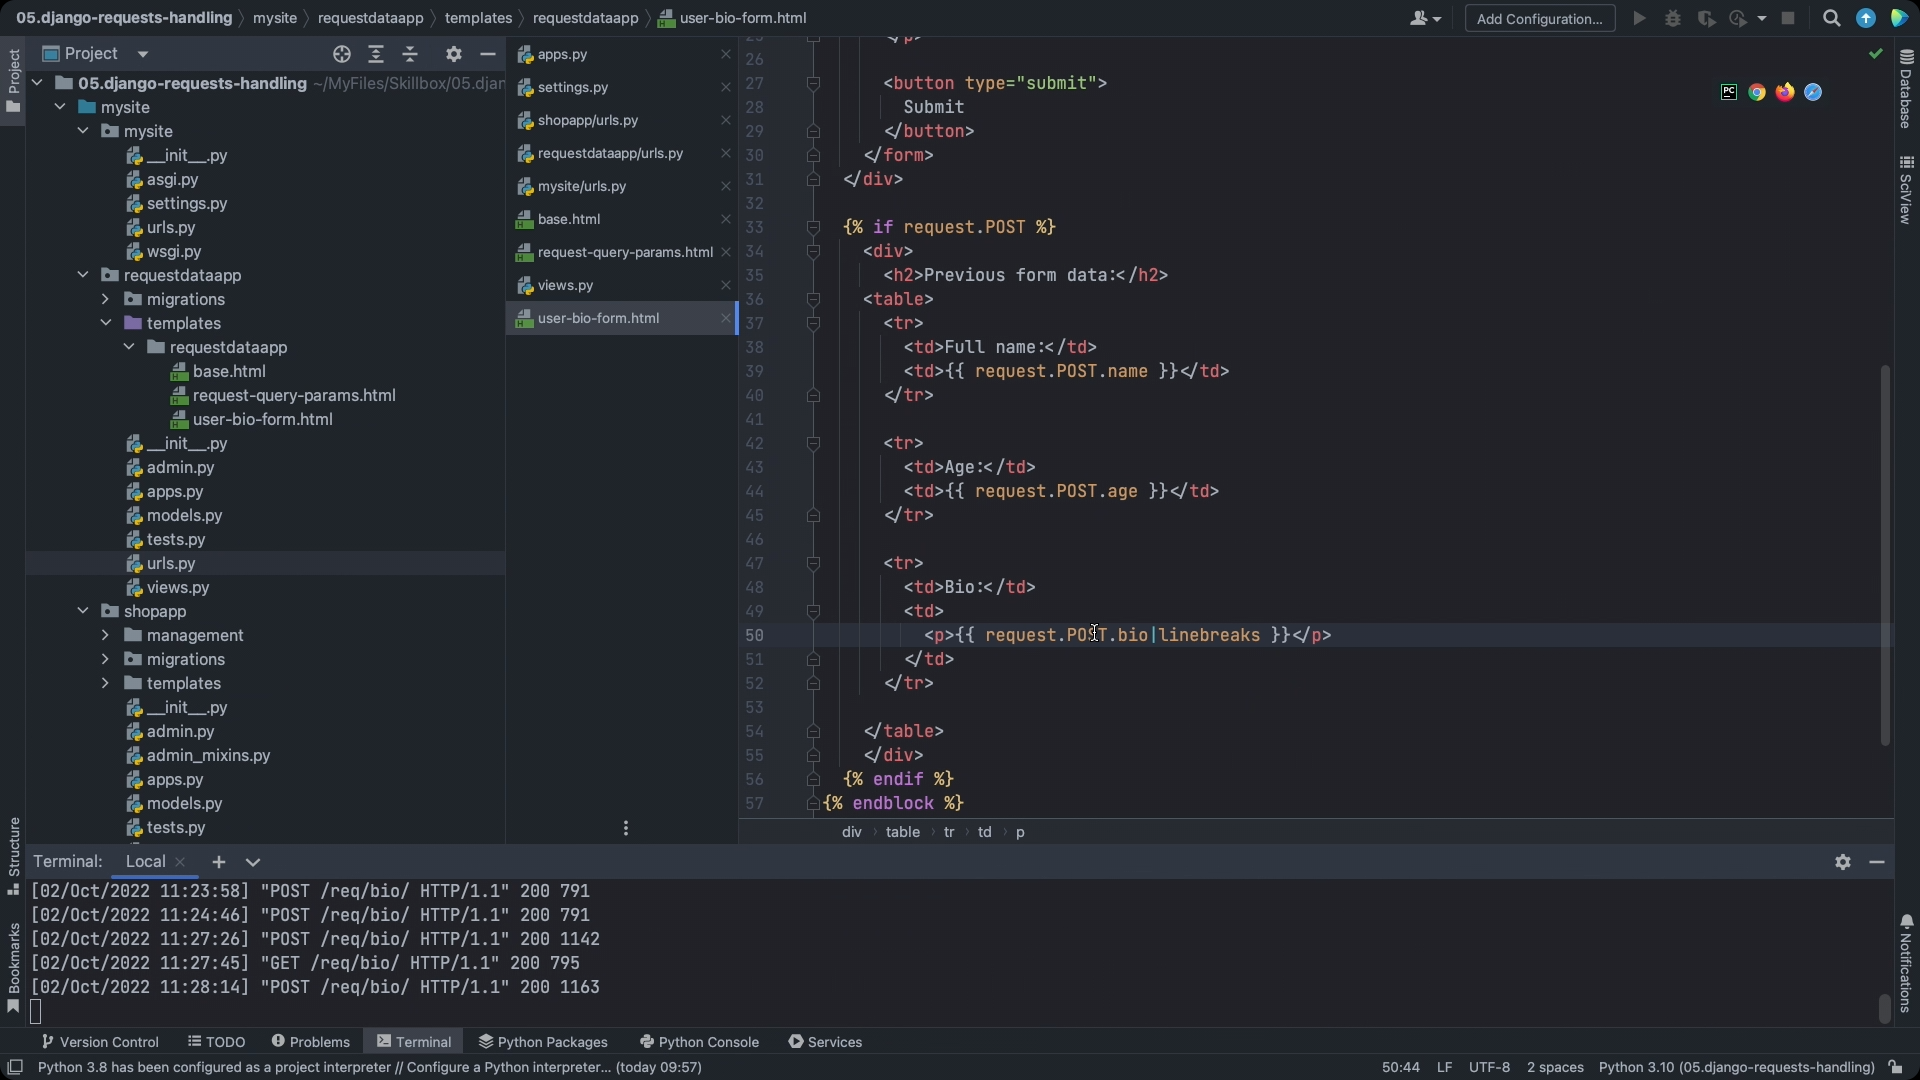 05.django-requests-handling mysite requestdataapp templates requestdataapp user-bio-form.html
Add Configuration...
Project
05.django-requests-handling ~/MyFiles/Skillbox/05.djan
mysite
mysite
__init__.py
asgi.py
settings.py
urls.py
wsgi.py
requestdataapp
migrations
templates
requestdataapp
base.html
request-query-params.html
user-bio-form.html
__init__.py
admin.py
apps.py
models.py
tests.py
urls.py
views.py
shopapp
management
migrations
templates
__init__.py
admin.py
admin_mixins.py
apps.py
models.py
tests.py
apps.py
settings.py
shopapp/urls.py
requestdataapp/urls.py
mysite/urls.py
base.html
request-query-params.html
views.py
user-bio-form.html
25 </p>
26
27 <button type="submit">
28 Submit
29 </button>
30 </form>
31 </div>
32
33 {% if request.POST %}
34 <div>
35 <h2>Previous form data:</h2>
36 <table>
37 <tr>
38 <td>Full name:</td>
39 <td>{{ request.POST.name }}</td>
40 </tr>
41
42 <tr>
43 <td>Age:</td>
44 <td>{{ request.POST.age }}</td>
45 </tr>
46
47 <tr>
48 <td>Bio:</td>
49 <td>
50 <p>{{ request.POST.bio|linebreaks }}</p>
51 </td>
52 </tr>
53
54 </table>
55 </div>
56 {% endif %}
57 {% endblock %}
div table tr td p
Project
Structure
Bookmarks
Database
SciView
Notifications
PC
Terminal: Local
[02/Oct/2022 11:23:58] "POST /req/bio/ HTTP/1.1" 200 791
[02/Oct/2022 11:24:46] "POST /req/bio/ HTTP/1.1" 200 791
[02/Oct/2022 11:27:26] "POST /req/bio/ HTTP/1.1" 200 1142
[02/Oct/2022 11:27:45] "GET /req/bio/ HTTP/1.1" 200 795
[02/Oct/2022 11:28:14] "POST /req/bio/ HTTP/1.1" 200 1163
Version Control TODO Problems Terminal Python Packages Python Console Services
Python 3.8 has been configured as a project interpreter // Configure a Python interpreter... (today 09:57) 50:44 LF UTF-8 2 spaces Python 3.10 (05.django-requests-handling)